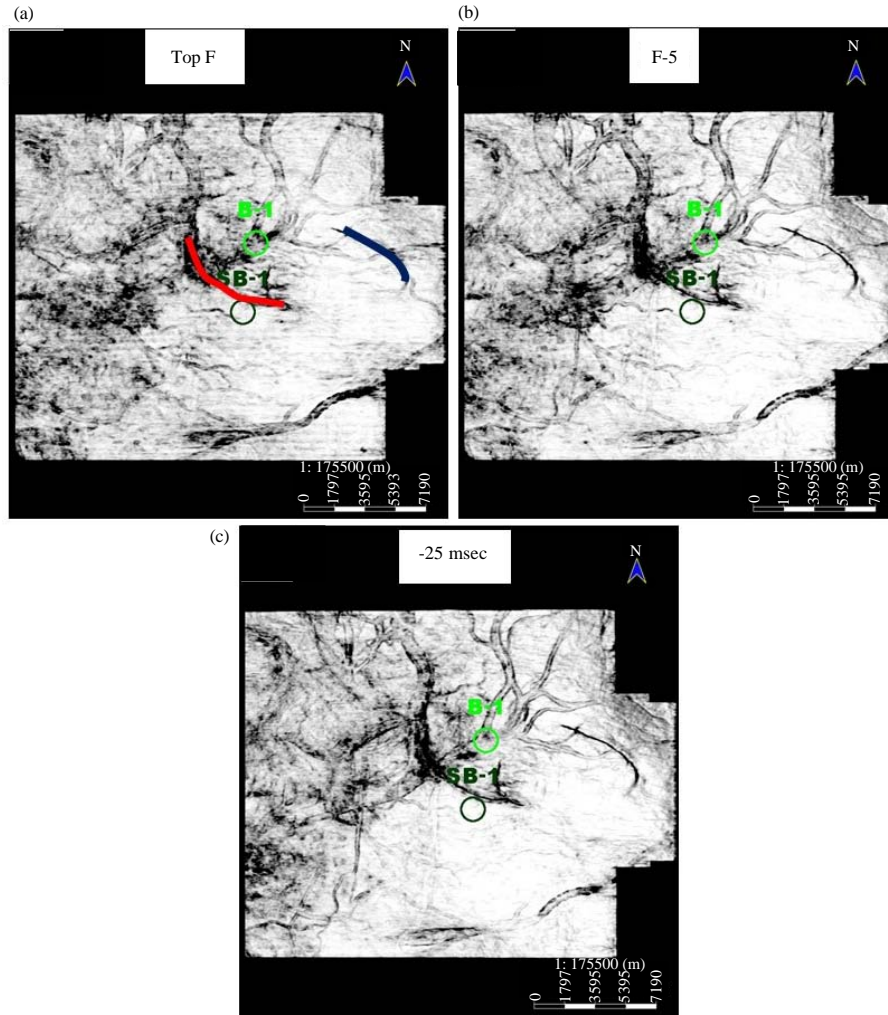 (a)
Top F
N
B-1
SB-1
1: 175500 (m)
0
1797
3595
5393
7190
(b)
F-5
N
B-1
SB-1
1: 175500 (m)
0
1797
3595
5395
7190
(c)
-25 msec
N
B-1
SB-1
1: 175500 (m)
0
1797
3595
5395
7190